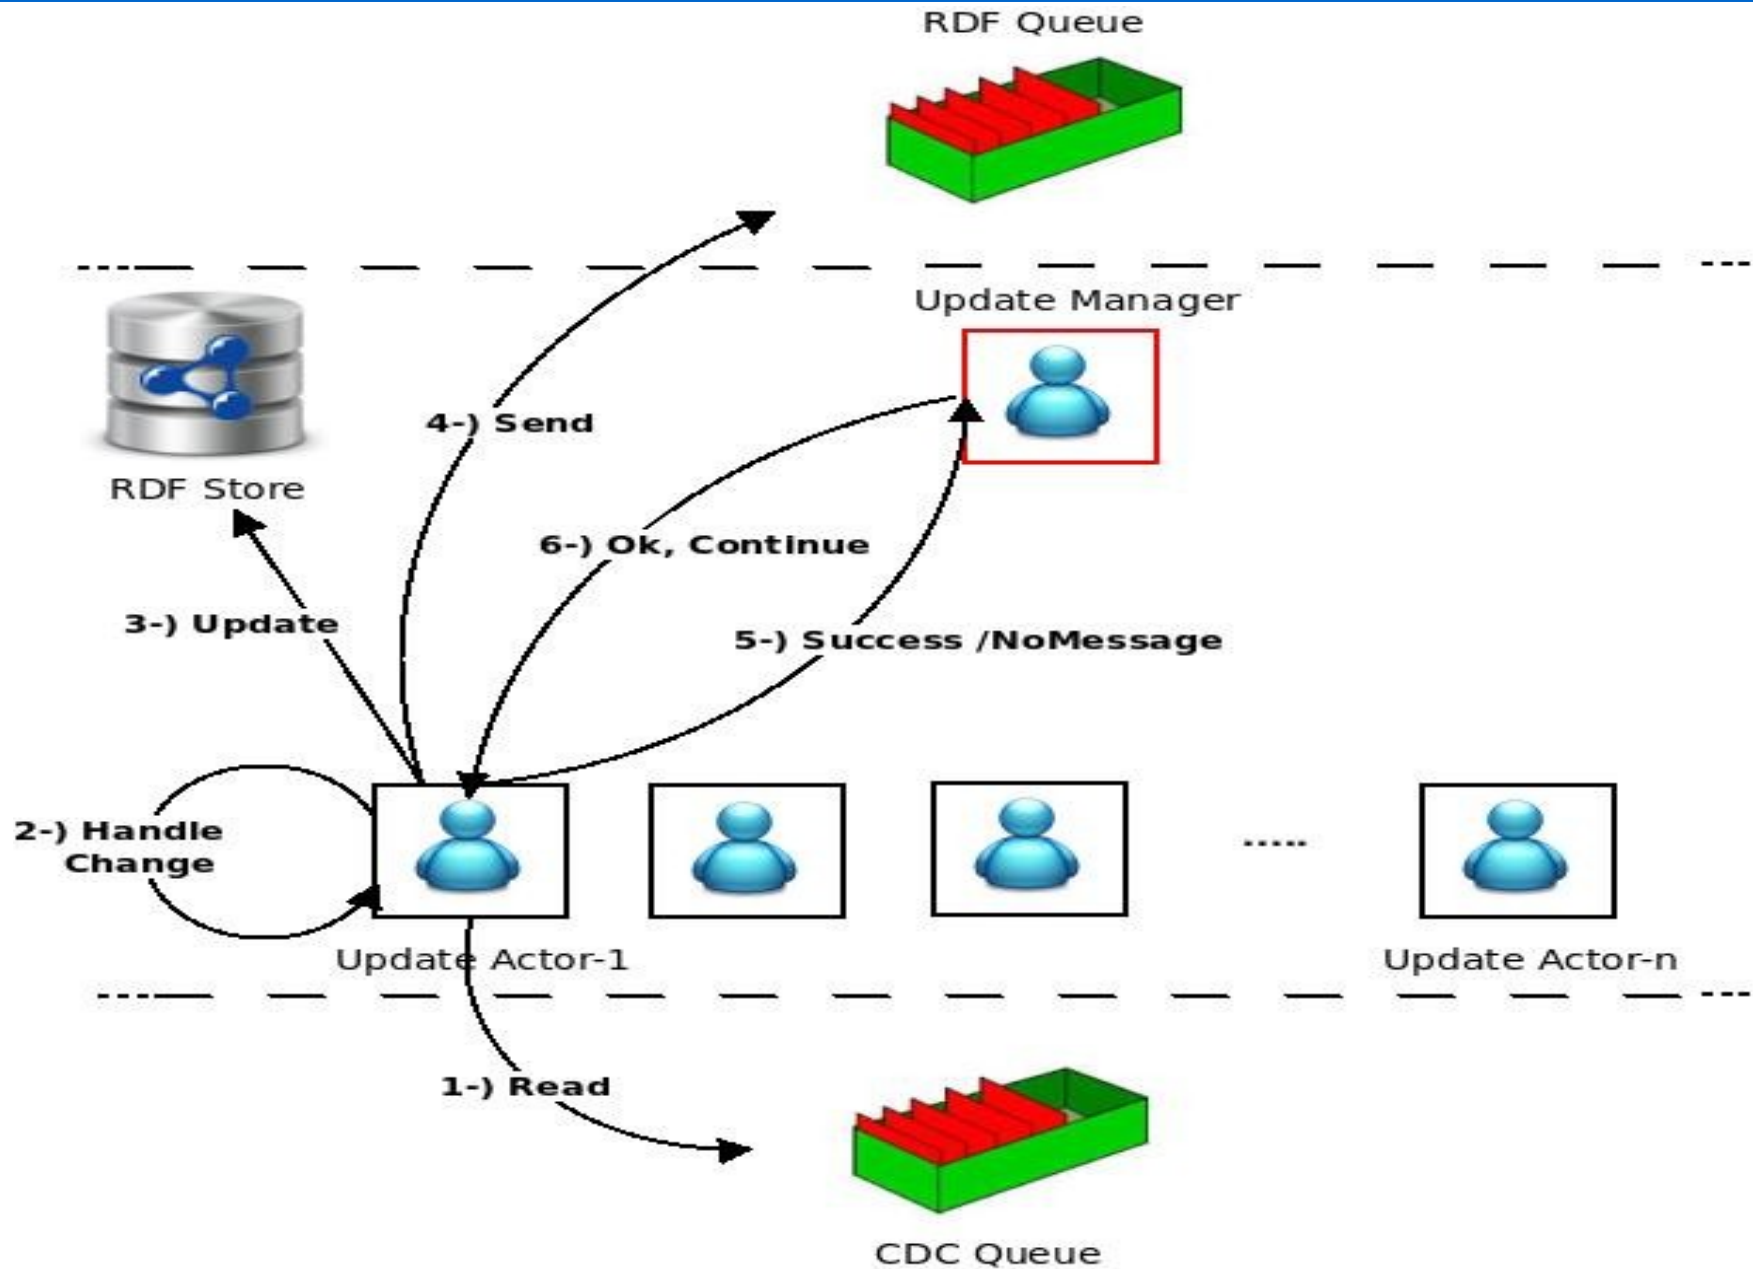 RDF Queue
Update Manager
4-) Send
RDF Store
6-) Ok, Continue
3-) Update
5-) Success /NoMessage
2-) Handle
Change
.....
Update Actor-1
Update Actor-n
1-) Read
CDC Queue